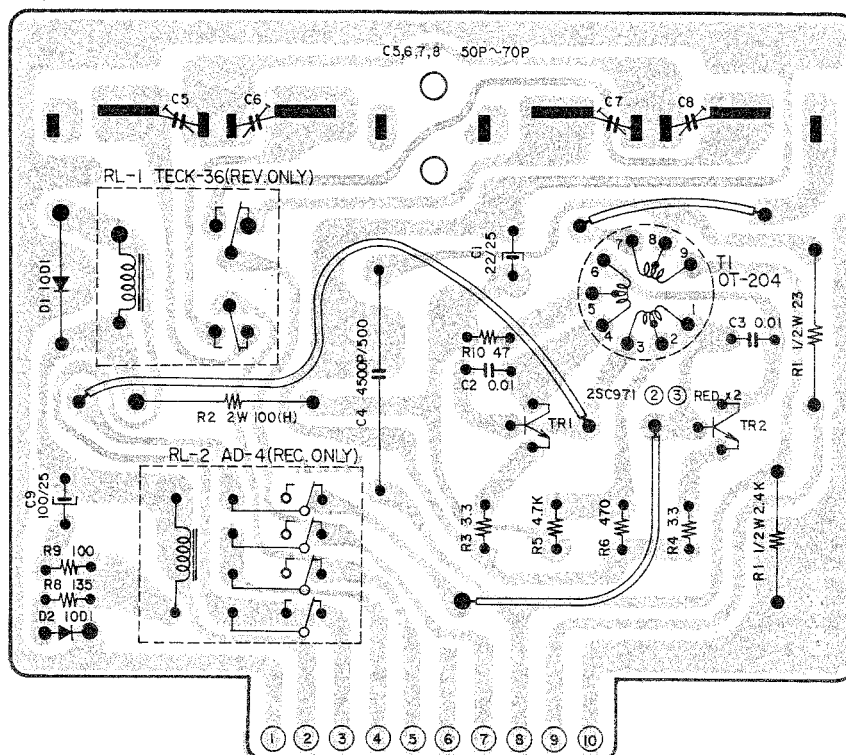 C5,6,7,8 50P~70P
C5
C6
C7
C8
RL-1 TECK-36(REV.ONLY)
D1 10D1
C1
22/25
7
8
9
6
5
4
3
2
1
T1
OT-204
C3 0.01
R1 1/2W 23
R10 47
C2 0.01
C4 4500P/500
R2 2W 100(H)
2SC971 2 3 RED x2
TR1
TR2
RL-2 AD-4(REC.ONLY)
C9
100/25
R3 3.3
R5 4.7K
R6 470
R4 3.3
R1 1/2W 2.4K
R9 100
R8 135
D2 10D1
1 2 3 4 5 6 7 8 9 10